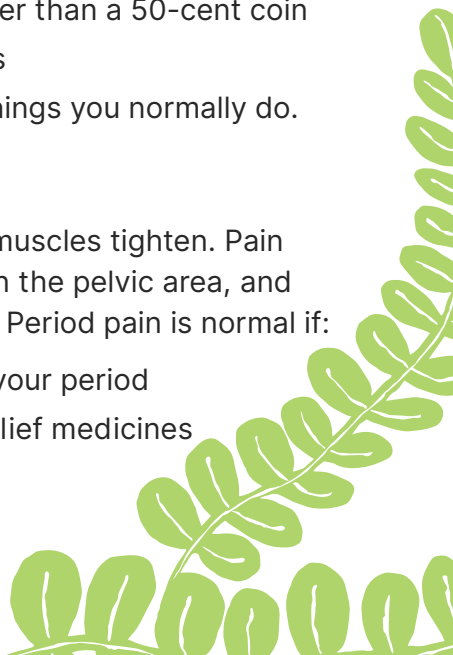 er than a 50-cent coin
s
ings you normally do.
muscles tighten. Pain
the pelvic area, and
Period pain is normal if:
your period
lief medicines